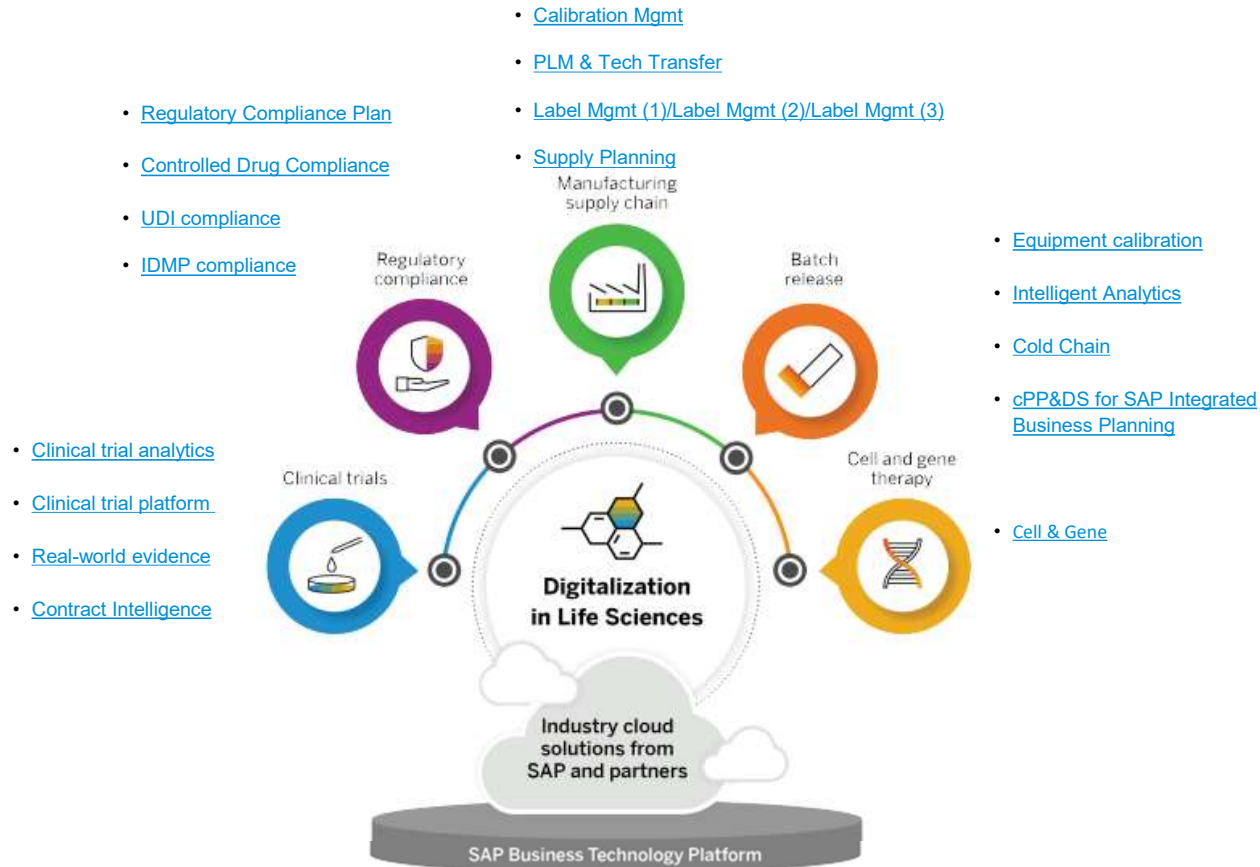 • Calibration Mgmt
• PLM & Tech Transfer
• Label Mgmt (1)/Label Mgmt (2)/Label Mgmt (3)
• Supply Planning
Manufacturing
supply chain
• Regulatory Compliance Plan
• Controlled Drug Compliance
• UDI compliance
• IDMP compliance
Regulatory
compliance
Batch
release
• Equipment calibration
• Intelligent Analytics
• Cold Chain
• cPP&DS for SAP Integrated
Business Planning
• Clinical trial analytics
• Clinical trial platform
• Real-world evidence
• Contract Intelligence
Clinical trials
Cell and gene
therapy
• Cell & Gene
Digitalization
in Life Sciences
Industry cloud
solutions from
SAP and partners
SAP Business Technology Platform